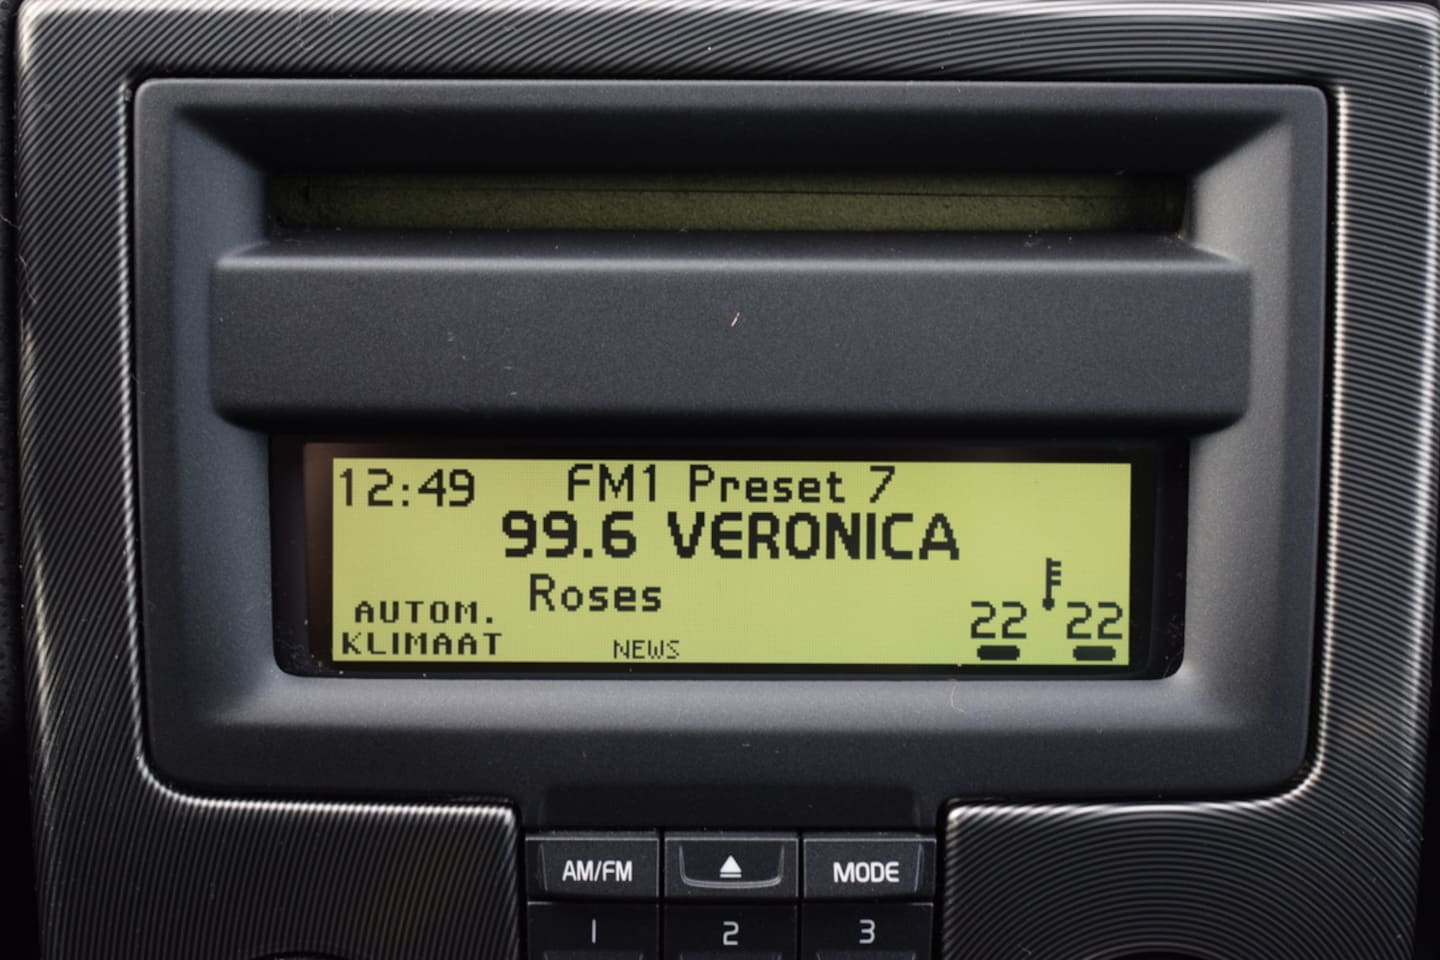 12:49 FM1 Preset 7
99.6 VERONICA
Roses
AUTOM.
KLIMAAT
NEWS
22 22
AM/FM MODE
1 2 3